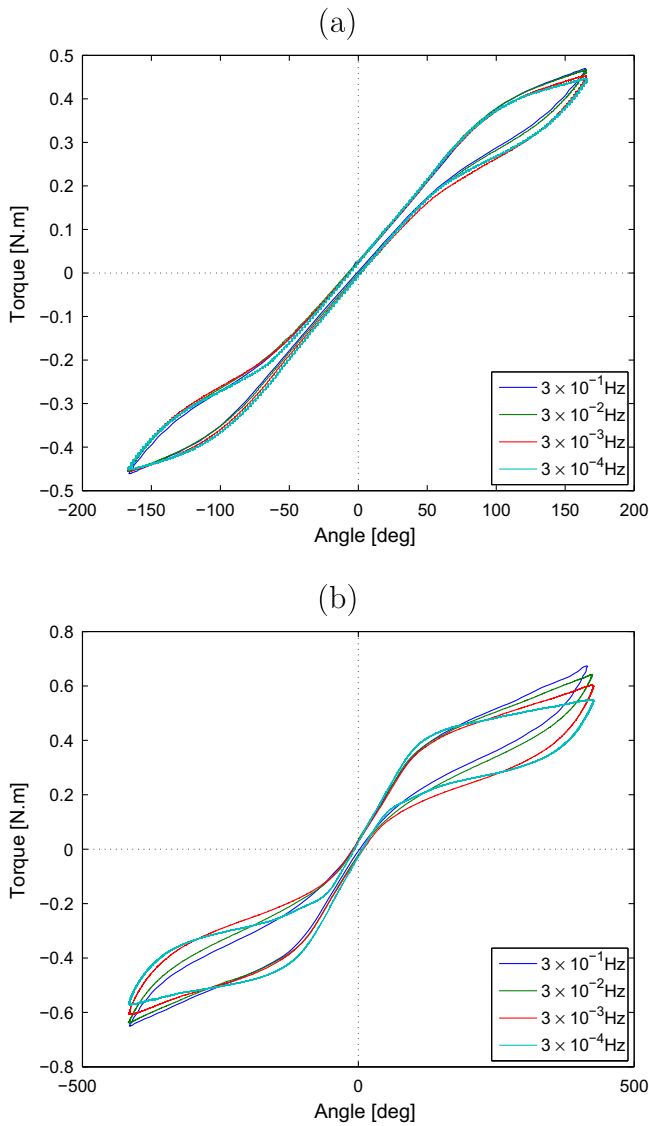 (a)
0.5
0.4
0.3
0.2
0.1
0
−0.1
−0.2
−0.3
−0.4
0.5
Torque [N.m]
3 × 10⁻¹Hz
3 × 10⁻²Hz
3 × 10⁻³Hz
3 × 10⁻⁴Hz
−200 −150 −100 −50 0 50 100 150 200
Angle [deg]
(b)
0.8
0.6
0.4
0.2
0
−0.2
−0.4
−0.6
−0.8
Torque [N.m]
3 × 10⁻¹Hz
3 × 10⁻²Hz
3 × 10⁻³Hz
3 × 10⁻⁴Hz
−500 0 500
Angle [deg]